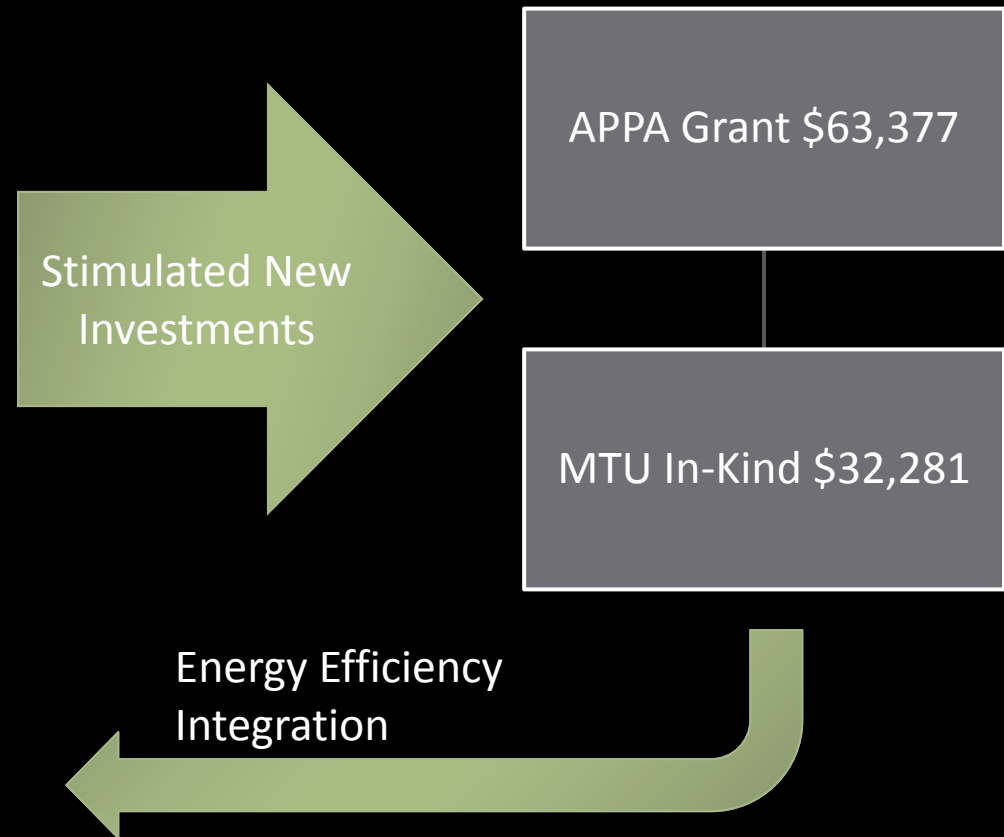 APPA Grant $63,377
Stimulated New
Investments
MTU In-Kind $32,281
Energy Efficiency
Integration